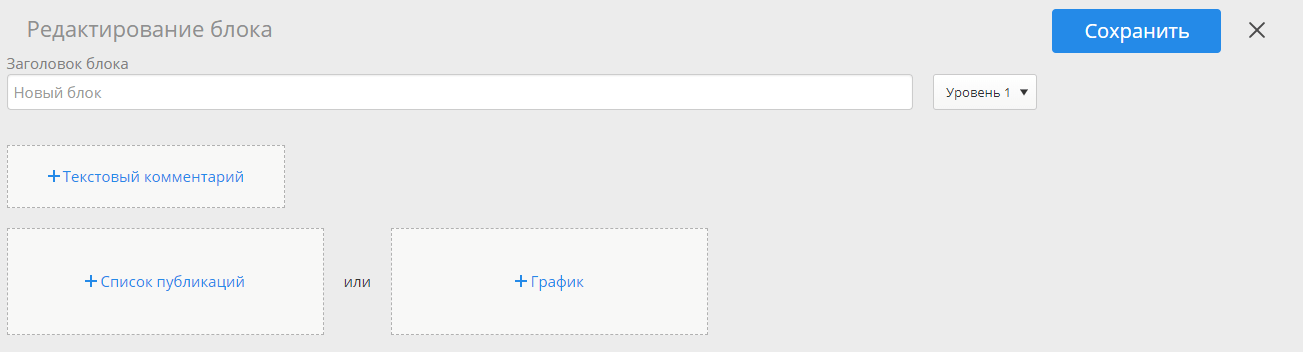 Редактирование блока
Сохранить
Заголовок блока
Новый блок
Уровень 1
+Текстовый комментарий
+Список публикаций
или
+График